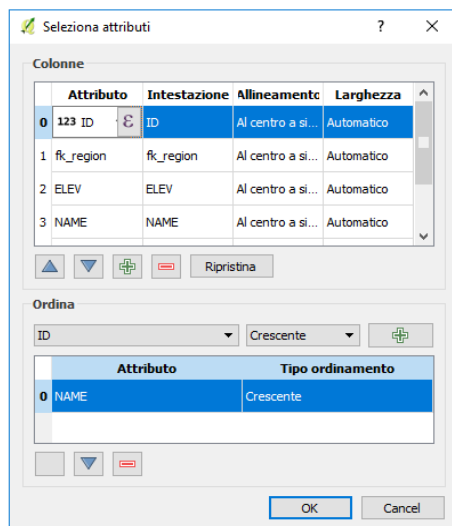 Seleziona attributi ?
Colonne
Attributo Intestazione Allineamento Larghezza
0 123 ID ε ID Al centro a si... Automatico
1 fk_region fk_region Al centro a si... Automatico
2 ELEV ELEV Al centro a si... Automatico
3 NAME NAME Al centro a si... Automatico
Ripristina
Ordina
ID Crescente
Attributo Tipo ordinamento
0 NAME Crescente
OK Cancel